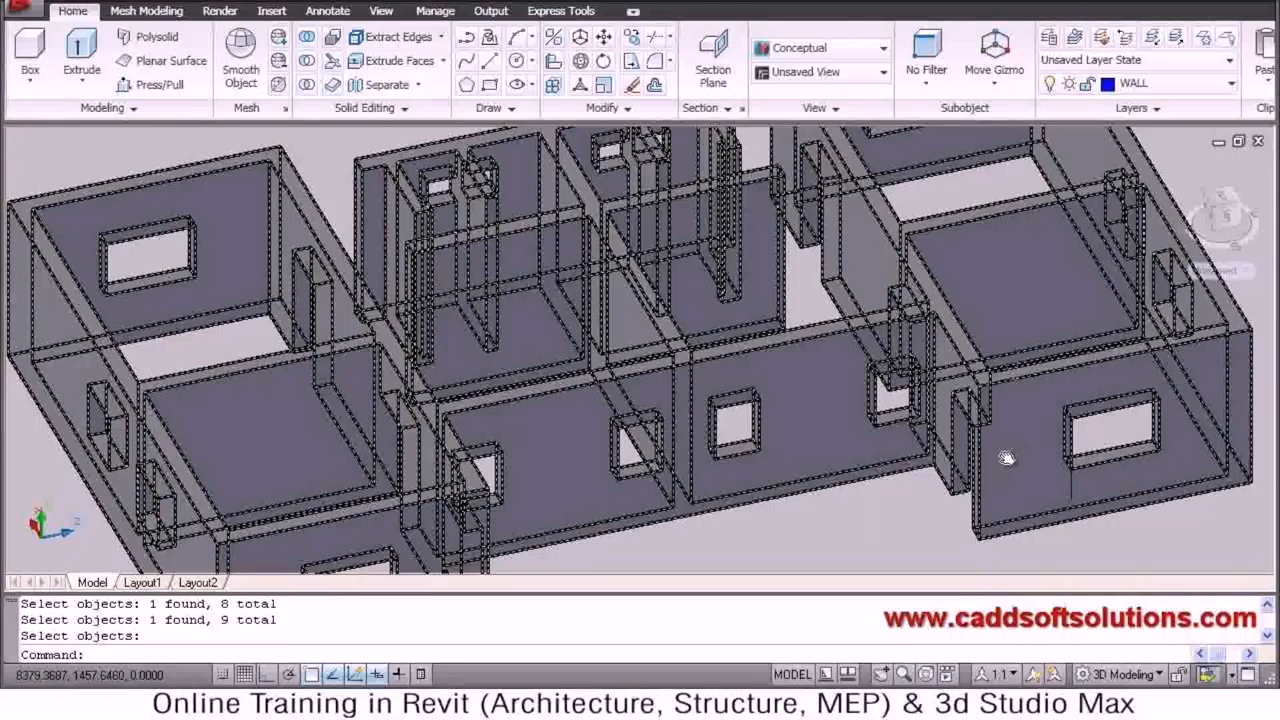 Home Mesh Modeling Render Insert Annotate View Manage Output Express Tools
Box
Extrude
Polysolid
Planar Surface
Press/Pull
Smooth
Object
Extract Edges
Extrude Faces
Separate
Section
Plane
Conceptual
Unsaved View
No Filter
Move Gizmo
Unsaved Layer State
WALL
Past
Modeling Mesh Solid Editing Draw Modify Section View Subobject Layers Clip
Model Layout1 Layout2
Select objects: 1 found, 8 total
Select objects: 1 found, 9 total
Select objects:
Command:
www.caddsoftsolutions.com
8379.3687, 1457.6460, 0.0000 MODEL 1:1 3D Modeling
Online Training in Revit (Architecture, Structure, MEP) & 3d Studio Max